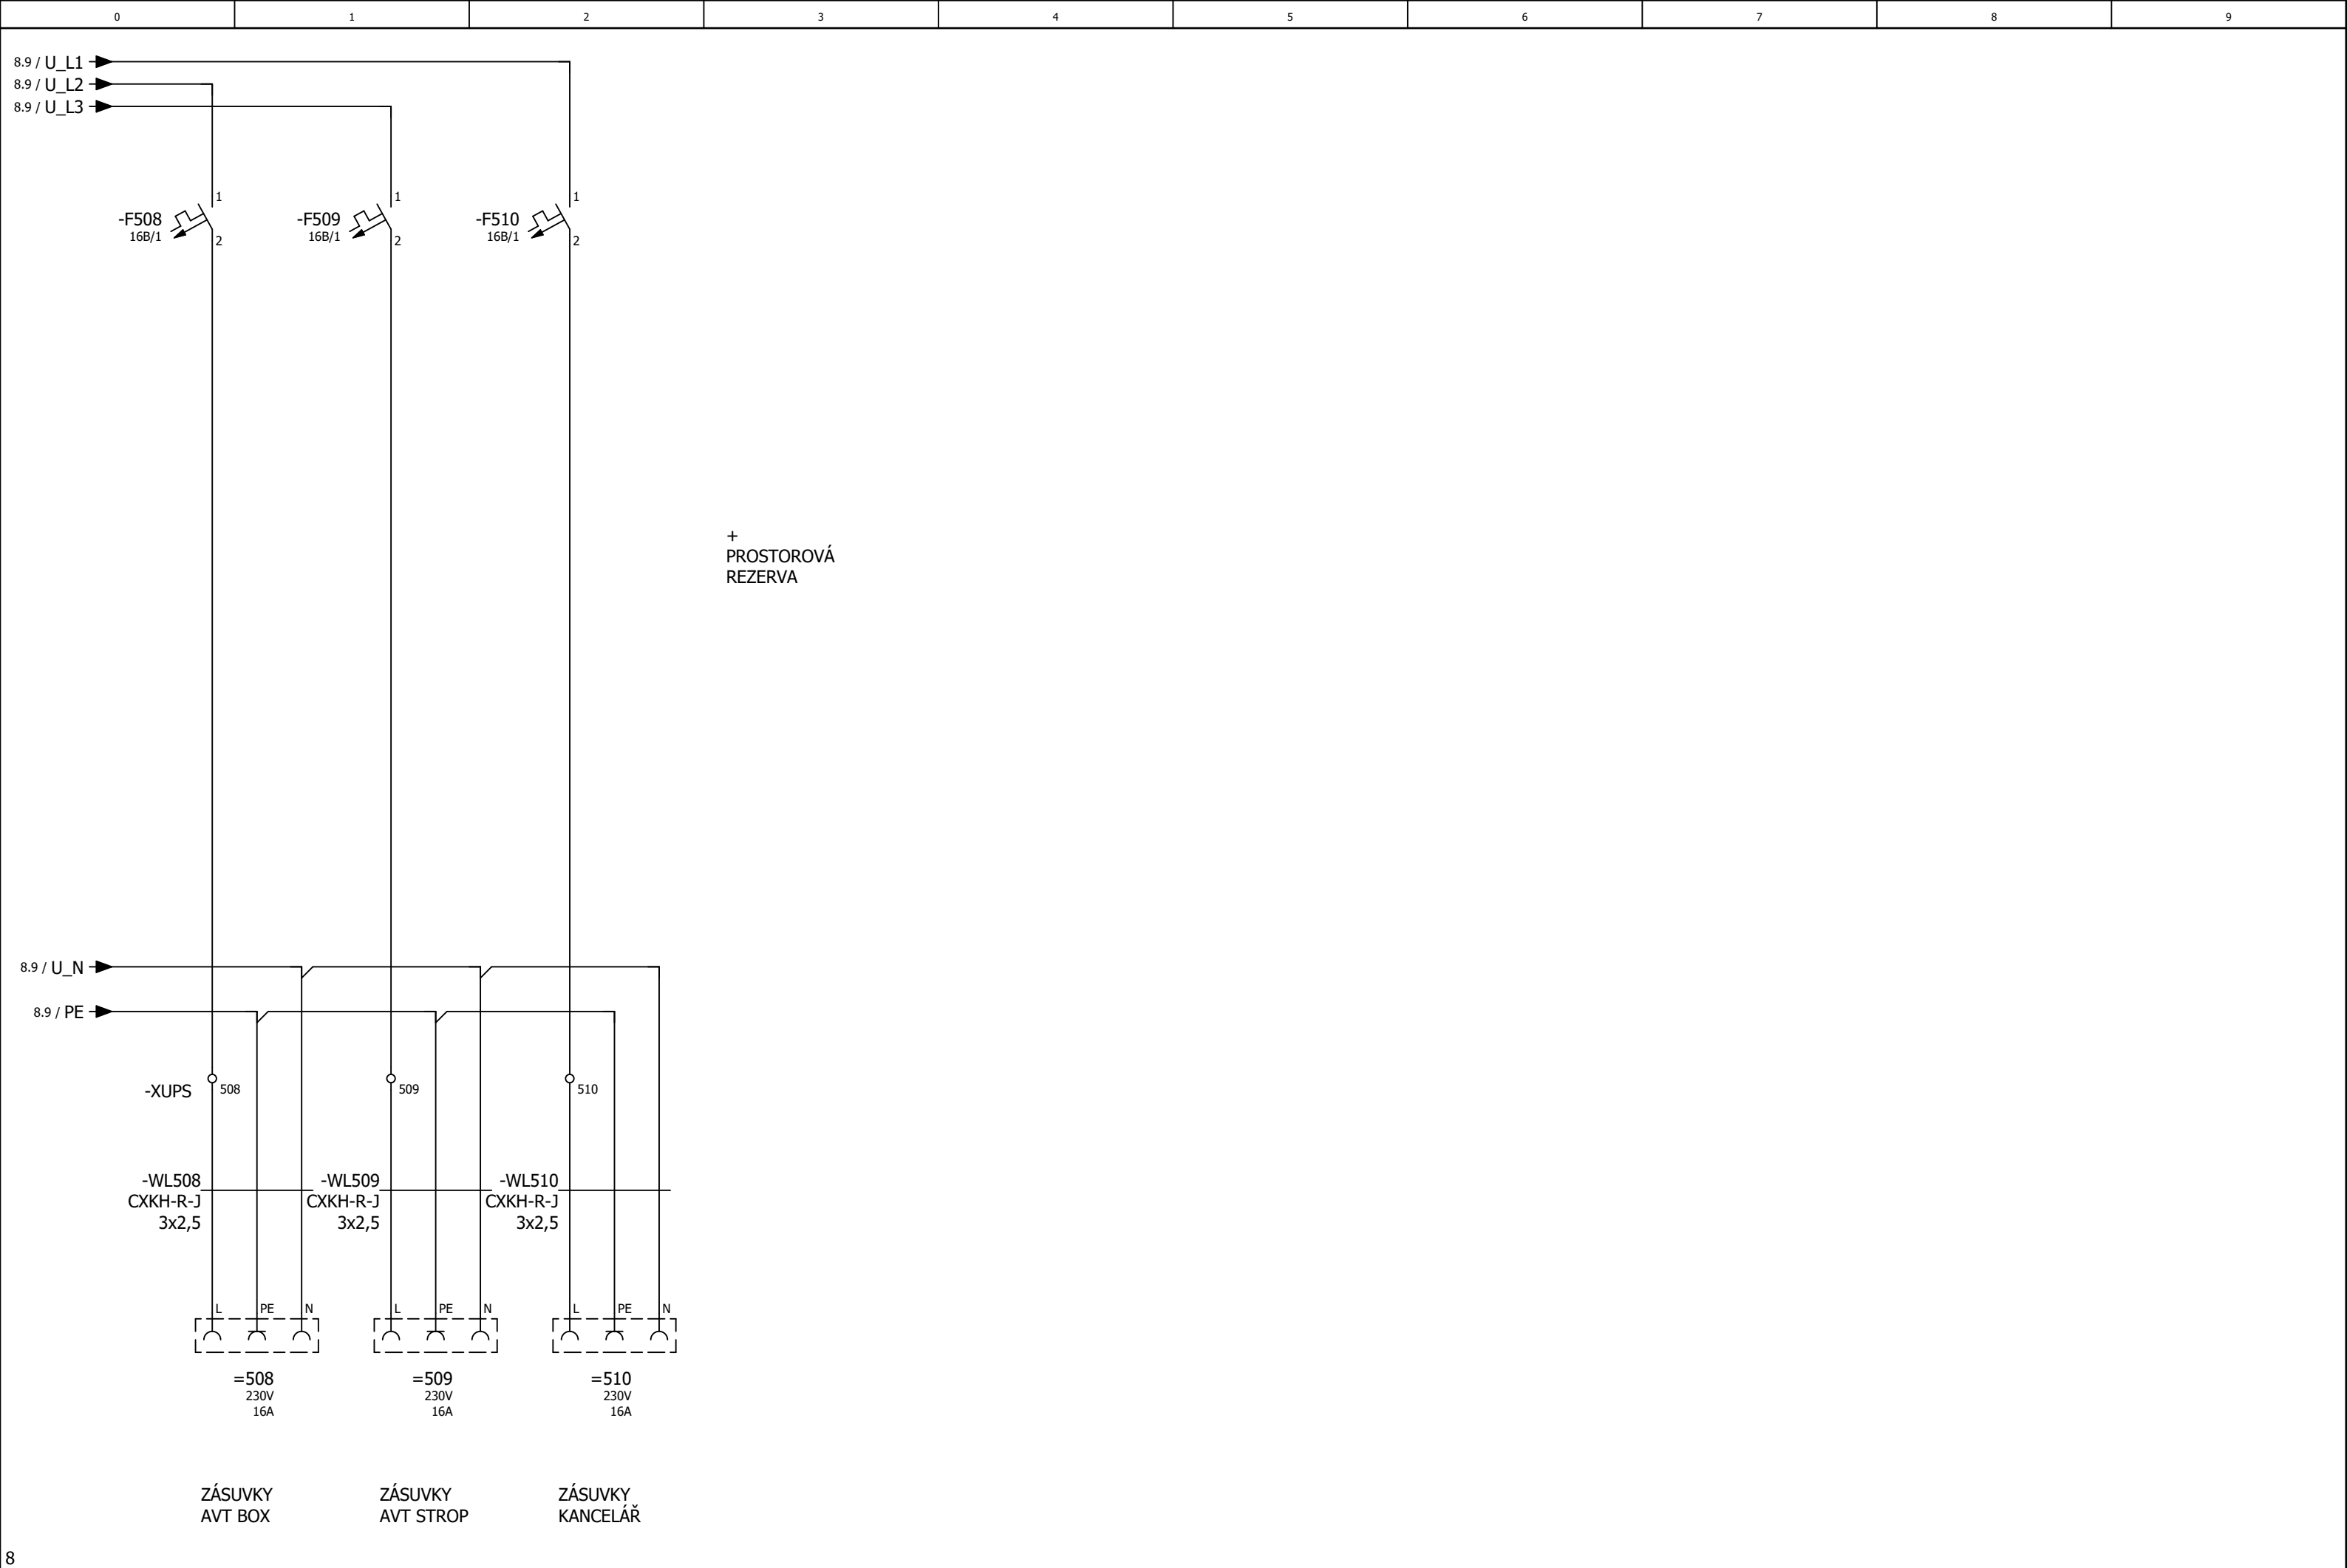 0 1 2 3 4 5 6 7 8 9
8.9 / U_L1
8.9 / U_L2
8.9 / U_L3
1 1 1
-F508 -F509 -F510
16B/1 16B/1 16B/1
2 2 2
+
PROSTOROVÁ
REZERVA
8.9 / U_N
8.9 / PE
-XUPS 508 509 510
-WL508 -WL509 -WL510
CXKH-R-J CXKH-R-J CXKH-R-J
3x2,5 3x2,5 3x2,5
L PE N L PE N L PE N
=508 =509 =510
230V 230V 230V
16A 16A 16A
ZÁSUVKY ZÁSUVKY ZÁSUVKY
AVT BOX AVT STROP KANCELÁŘ
8